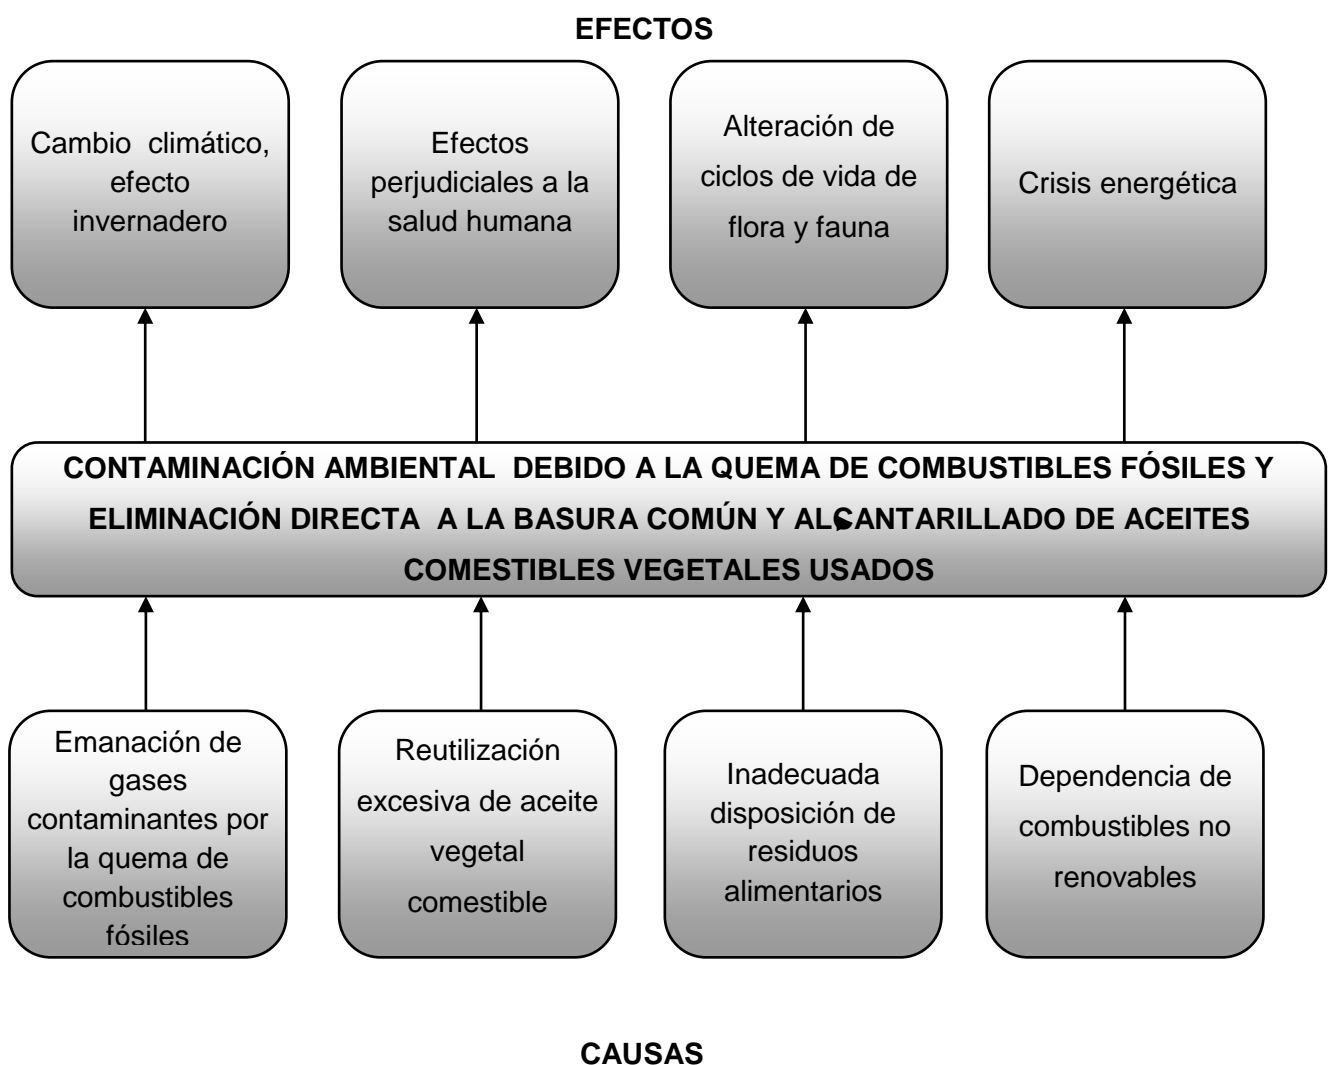 EFECTOS
Cambio  climático,
efecto
invernadero
Efectos
perjudiciales a la
salud humana
Alteración de
ciclos de vida de
flora y fauna
Crisis energética
CONTAMINACIÓN AMBIENTAL  DEBIDO A LA QUEMA DE COMBUSTIBLES FÓSILES Y
ELIMINACIÓN DIRECTA  A LA BASURA COMÚN Y ALCANTARILLADO DE ACEITES
COMESTIBLES VEGETALES USADOS
Emanación de
gases
contaminantes por
la quema de
combustibles
fósiles
Reutilización
excesiva de aceite
vegetal
comestible
Inadecuada
disposición de
residuos
alimentarios
Dependencia de
combustibles no
renovables
CAUSAS